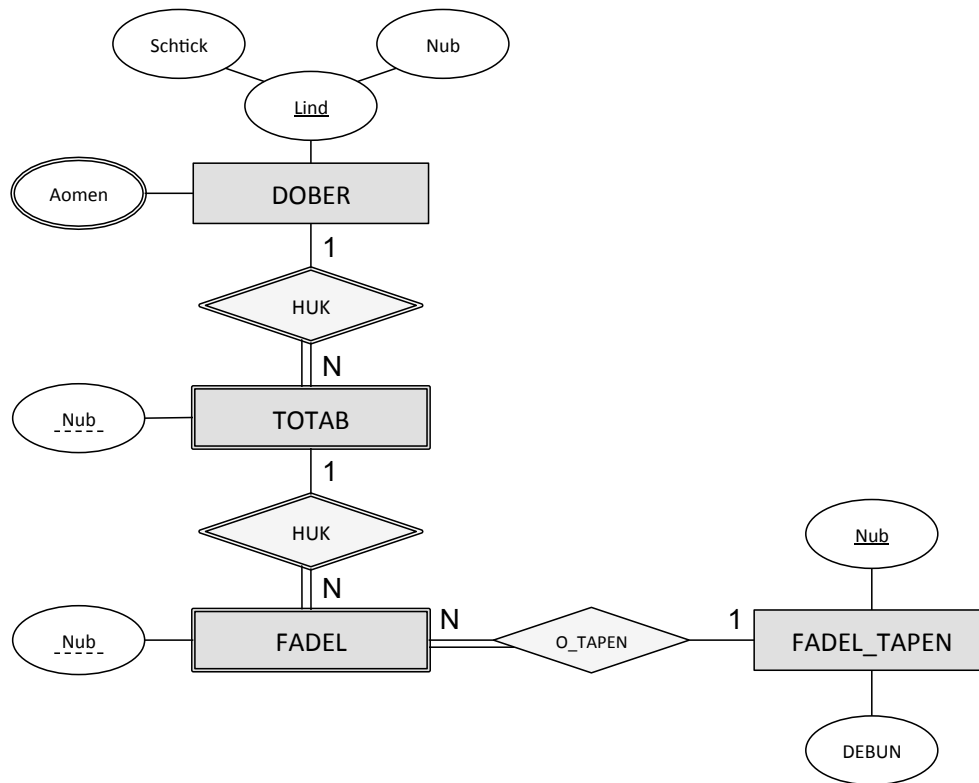 Schtick
Nub
Lind
Aomen
DOBER
1
HUK
N
Nub
TOTAB
1
HUK
N
Nub
Nub
FADEL
N
O_TAPEN
1
FADEL_TAPEN
DEBUN